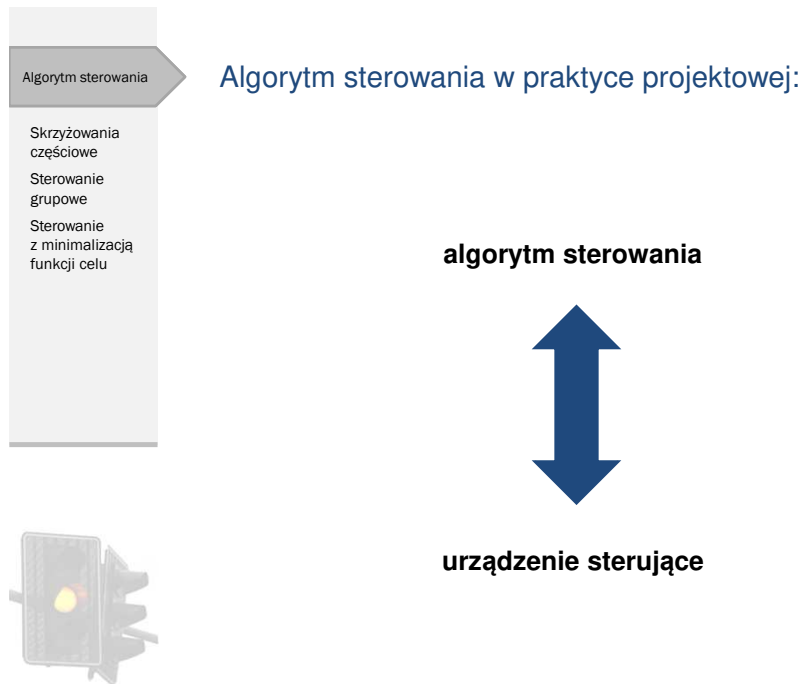 Algorytm sterowania
Skrzyżowania
częściowe
Sterowanie
grupowe
Sterowanie
z minimalizacją
funkcji celu
Algorytm sterowania w praktyce projektowej:
algorytm sterowania
urządzenie sterujące